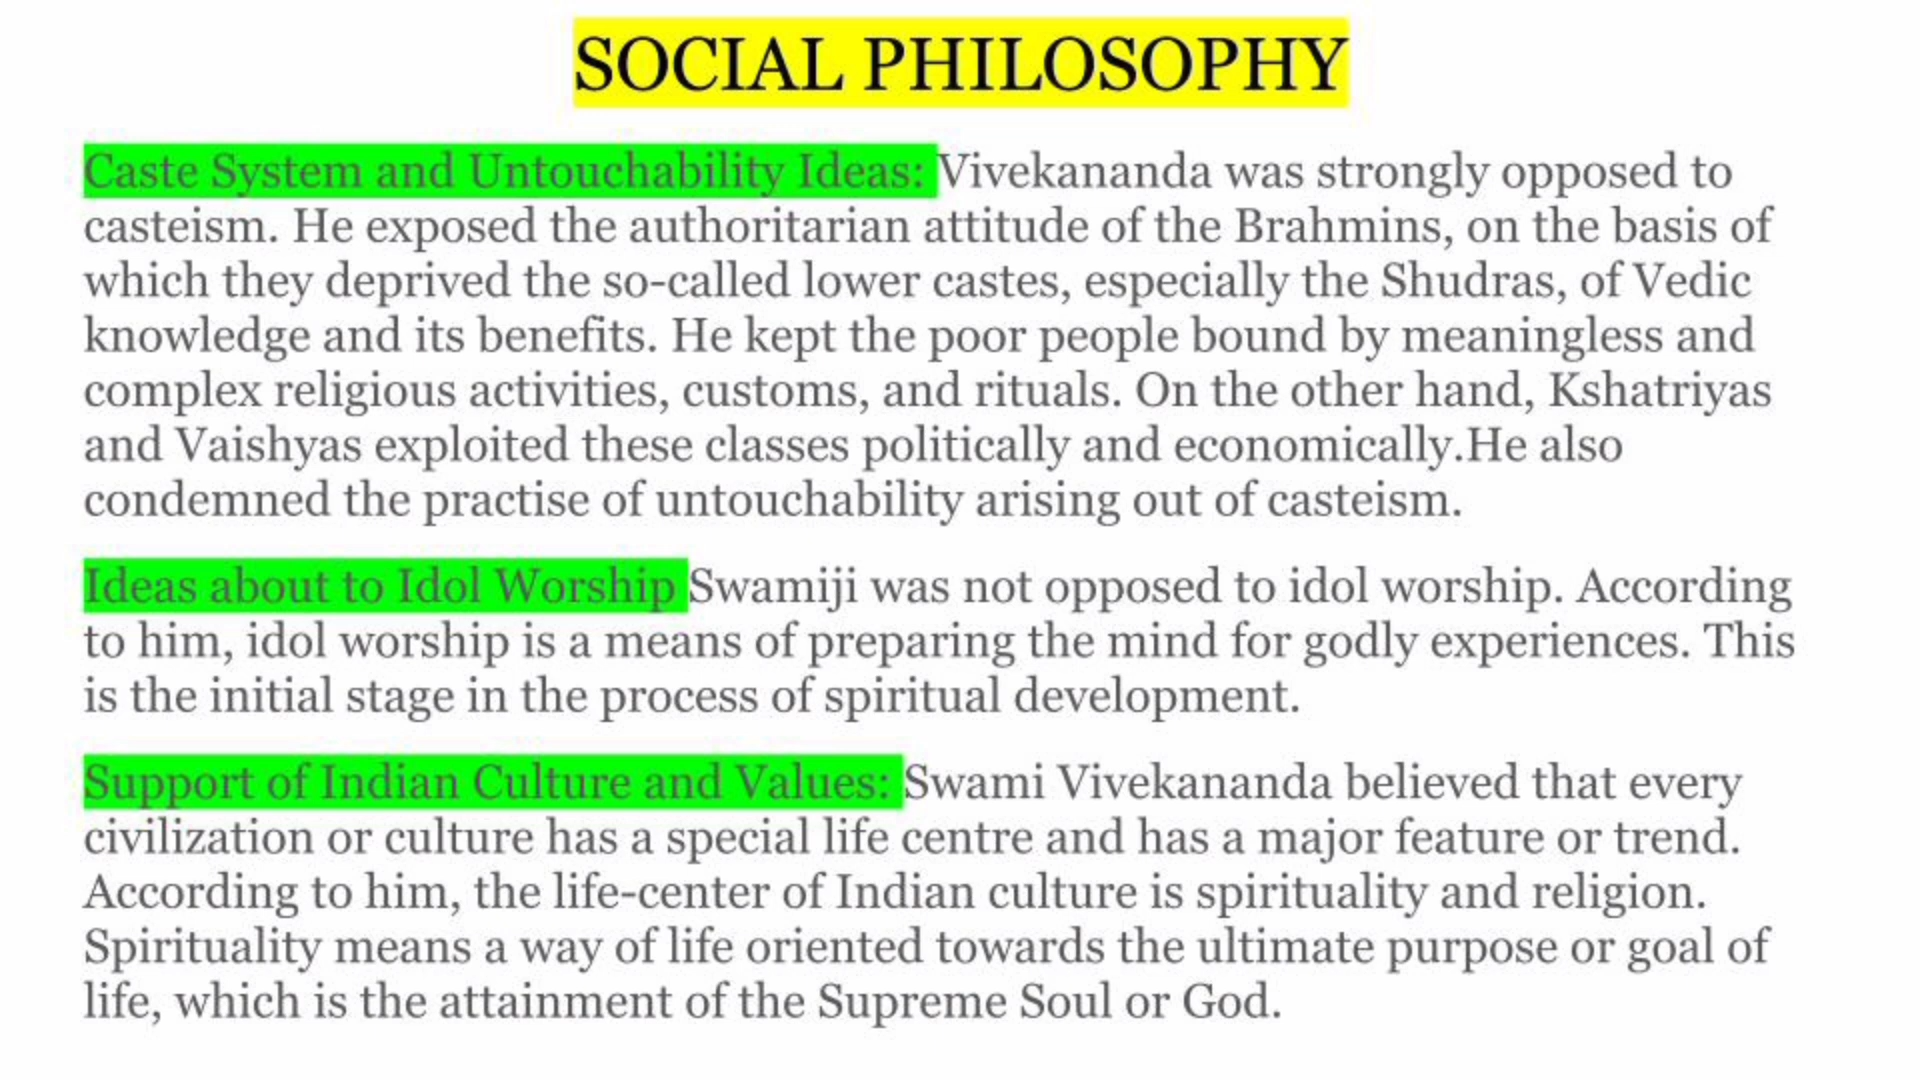 SOCIAL PHILOSOPHY
Caste System and Untouchability Ideas: Vivekananda was strongly opposed to
casteism. He exposed the authoritarian attitude of the Brahmins, on the basis of
which they deprived the so-called lower castes, especially the Shudras, of Vedic
knowledge and its benefits. He kept the poor people bound by meaningless and
complex religious activities, customs, and rituals. On the other hand, Kshatriyas
and Vaishyas exploited these classes politically and economically.He also
condemned the practise of untouchability arising out of casteism.
Ideas about to Idol Worship Swamiji was not opposed to idol worship. According
to him, idol worship is a means of preparing the mind for godly experiences. This
is the initial stage in the process of spiritual development.
Support of Indian Culture and Values: Swami Vivekananda believed that every
civilization or culture has a special life centre and has a major feature or trend.
According to him, the life-center of Indian culture is spirituality and religion.
Spirituality means a way of life oriented towards the ultimate purpose or goal of
life, which is the attainment of the Supreme Soul or God.